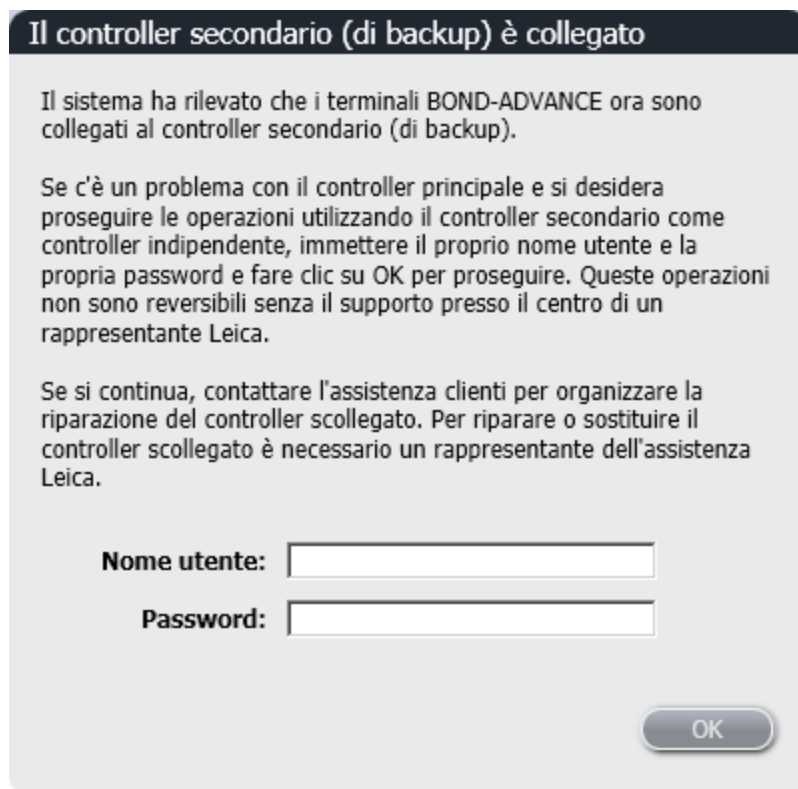 Il controller secondario (di backup) è collegato
Il sistema ha rilevato che i terminali BOND-ADVANCE ora sono
collegati al controller secondario (di backup).
Se c'è un problema con il controller principale e si desidera
proseguire le operazioni utilizzando il controller secondario come
controller indipendente, immettere il proprio nome utente e la
propria password e fare clic su OK per proseguire. Queste operazioni
non sono reversibili senza il supporto presso il centro di un
rappresentante Leica.
Se si continua, contattare l'assistenza clienti per organizzare la
riparazione del controller scollegato. Per riparare o sostituire il
controller scollegato è necessario un rappresentante dell'assistenza
Leica.
Nome utente:
Password:
OK